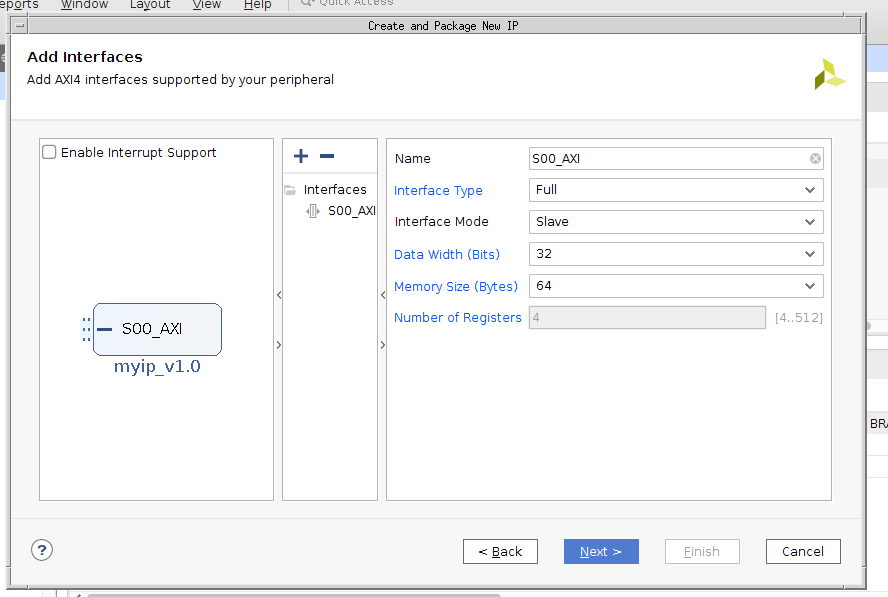 eports Window Layout View Help Quick Access
Create and Package New IP
Add Interfaces
Add AXI4 interfaces supported by your peripheral
Enable Interrupt Support
S00_AXI
myip_v1.0
Interfaces
S00_AXI
Name S00_AXI
Interface Type Full
Interface Mode Slave
Data Width (Bits) 32
Memory Size (Bytes) 64
Number of Registers 4 [4..512]
BRA
? < Back Next > Finish Cancel